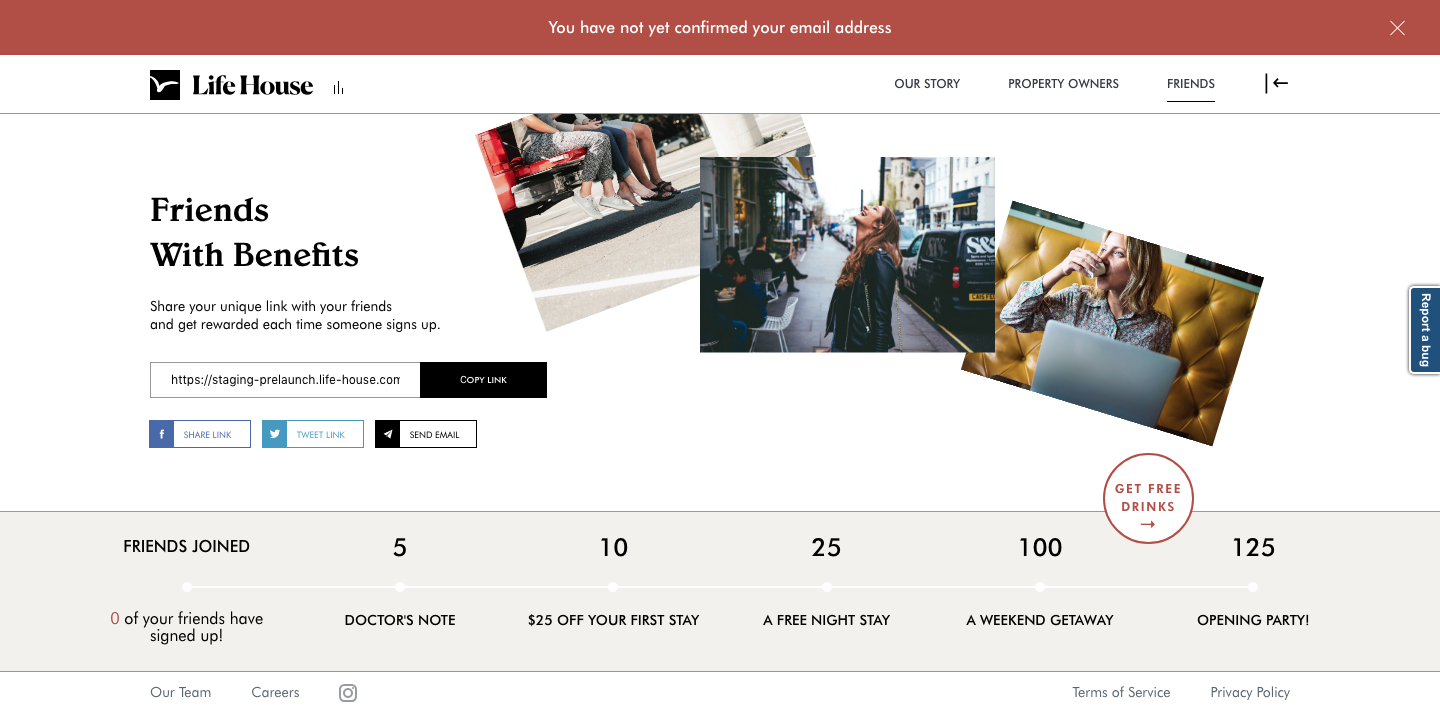 You have not yet confirmed your email address
Life House
OUR STORY
PROPERTY OWNERS
FRIENDS
Friends
With Benefits
Share your unique link with your friends
and get rewarded each time someone signs up.
https://staging-prelaunch.life-house.com
COPY LINK
SHARE LINK
TWEET LINK
SEND EMAIL
S&S
Report a bug
GET FREE
DRINKS
FRIENDS JOINED
5
10
25
100
125
0 of your friends have
signed up!
DOCTOR'S NOTE
$25 OFF YOUR FIRST STAY
A FREE NIGHT STAY
A WEEKEND GETAWAY
OPENING PARTY!
Our Team
Careers
Terms of Service
Privacy Policy